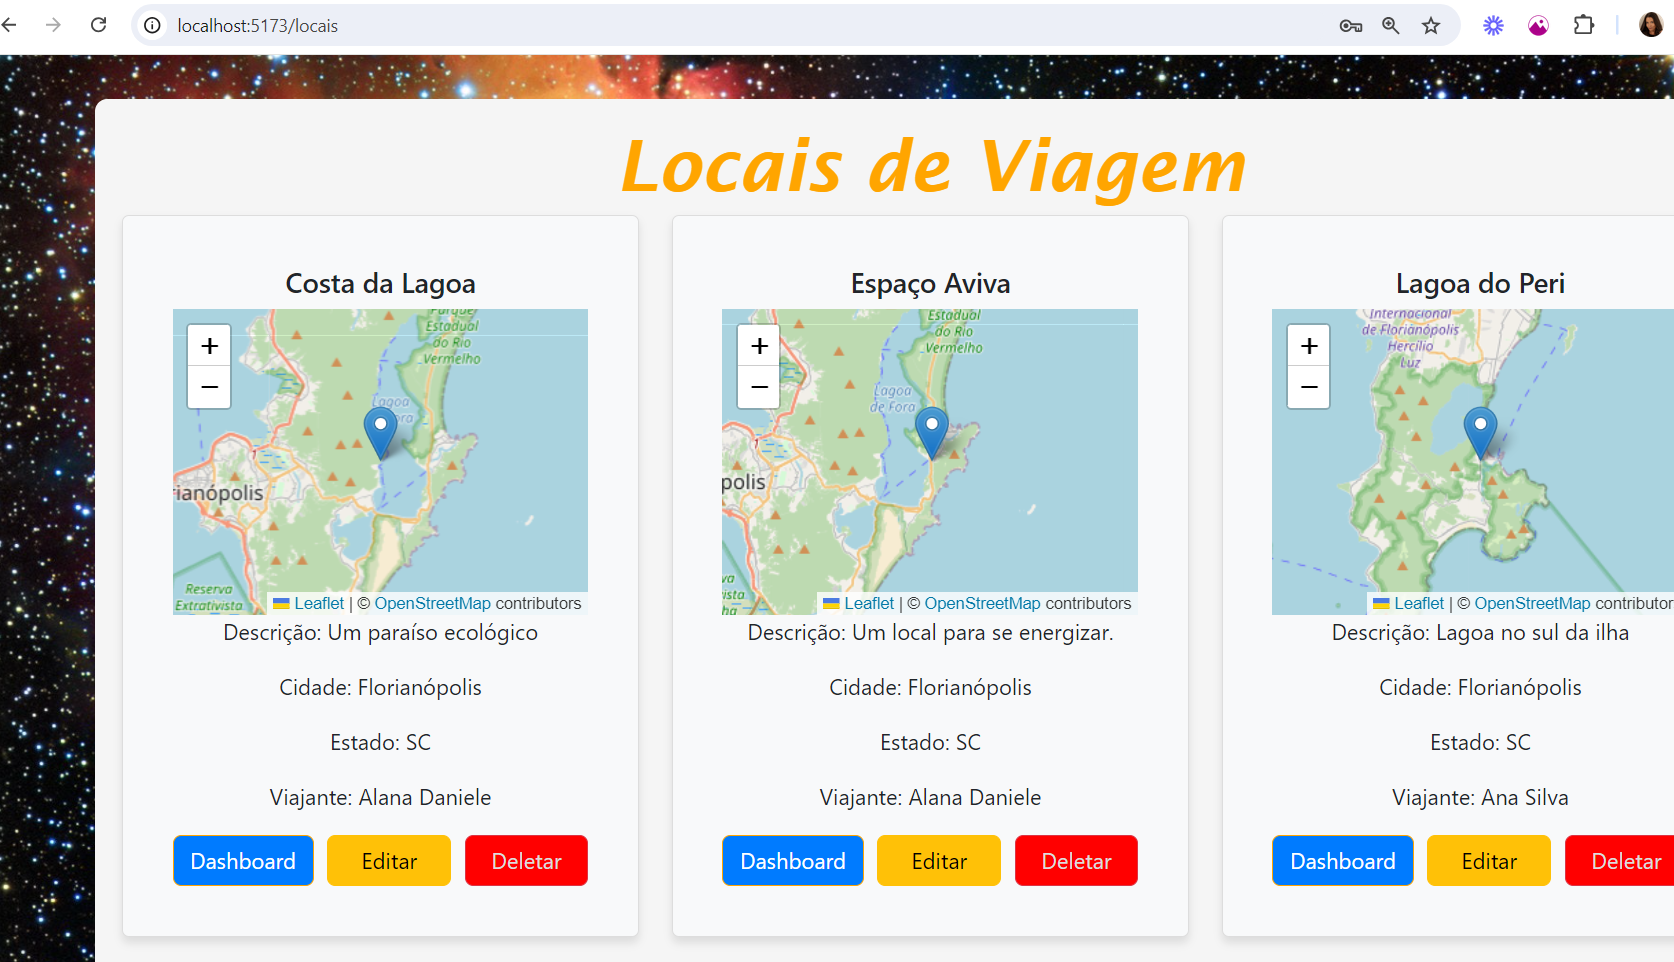 localhost:5173/locais
Locais de Viagem
Costa da Lagoa
+
−
Parque
Estadual
do Rio
Vermelho
Lagoa
rianópolis
Reserva
Extrativista
Leaflet | © OpenStreetMap contributors
Descrição: Um paraíso ecológico
Cidade: Florianópolis
Estado: SC
Viajante: Alana Daniele
Dashboard
Editar
Deletar
Espaço Aviva
+
−
Estadual
do Rio
Vermelho
Lagoa
de Fora
polis
Leaflet | © OpenStreetMap contributors
Descrição: Um local para se energizar.
Cidade: Florianópolis
Estado: SC
Viajante: Alana Daniele
Dashboard
Editar
Deletar
Lagoa do Peri
+
−
Internacional
de Florianópolis
Hercílio
Luz
Leaflet | © OpenStreetMap contributor
Descrição: Lagoa no sul da ilha
Cidade: Florianópolis
Estado: SC
Viajante: Ana Silva
Dashboard
Editar
Deletar